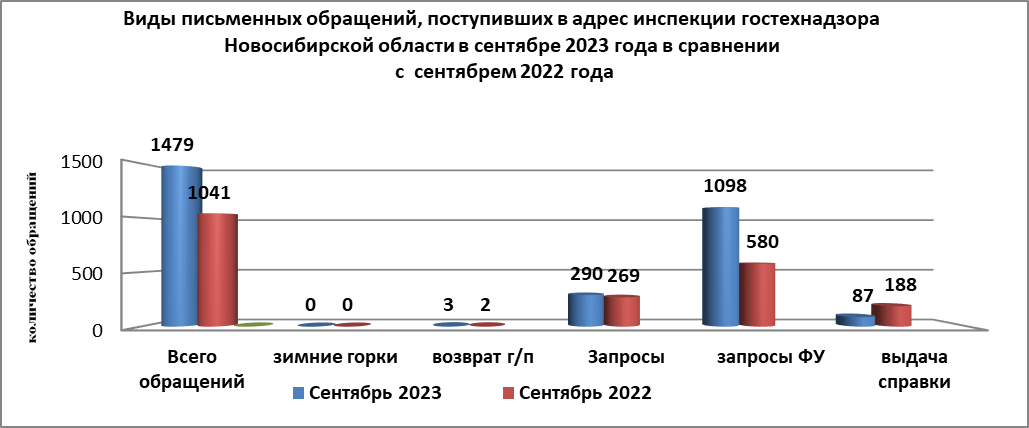 Виды письменных обращений, поступивших в адрес инспекции гостехнадзора
Новосибирской области в сентябре 2023 года в сравнении
с сентябрем 2022 года
количество обращений
1500
1000
500
0
1479
1041
0
0
3
2
290
269
1098
580
87
188
Всего
обращений
зимние горки
возврат г/п
Запросы
запросы ФУ
выдача
справки
Сентябрь 2023
Сентябрь 2022